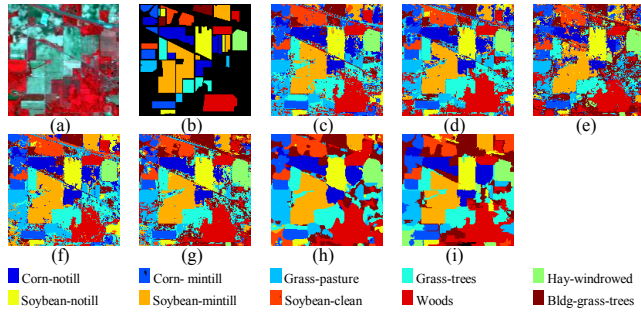 (a) (b) (c) (d) (e)
(f) (g) (h) (i)
Corn-notill Corn- mintill Grass-pasture Grass-trees Hay-windrowed
Soybean-notill Soybean-mintill Soybean-clean Woods Bldg-grass-trees